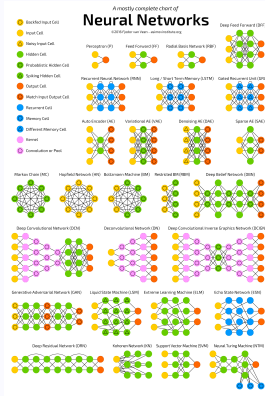 A mostly complete chart of
Neural Networks
Deep Feed Forward (DFF
Backfed Input Cell
Input Cell
Noisy Input Cell
Hidden Cell
Probabilistic Hidden Cell
Spiking Hidden Cell
Output Cell
Match Input Output Cell
Recurrent Cell
Memory Cell
Different Memory Cell
Kernel
Convolution or Pool
Perceptron (P)
Feed Forward (FF)
Radial Basis Network (RBF)
Recurrent Neural Network (RNN)
Long / Short Term Memory (LSTM)
Gated Recurrent Unit (GRU
Auto Encoder (AE)
Variational AE (VAE)
Denoising AE (DAE)
Sparse AE (SAE)
Markov Chain (MC)
Hopfield Network (HN)
Boltzmann Machine (BM)
Restricted BM (RBM)
Deep Belief Network (DBN)
Deep Convolutional Network (DCN)
Deconvolutional Network (DN)
Deep Convolutional Inverse Graphics Network (DCIGN
Generative Adversarial Network (GAN)
Liquid State Machine (LSM)
Extreme Learning Machine (ELM)
Echo State Network (ESN)
Deep Residual Network (DRN)
Kohonen Network (KN)
Support Vector Machine (SVM)
Neural Turing Machine (NTM)